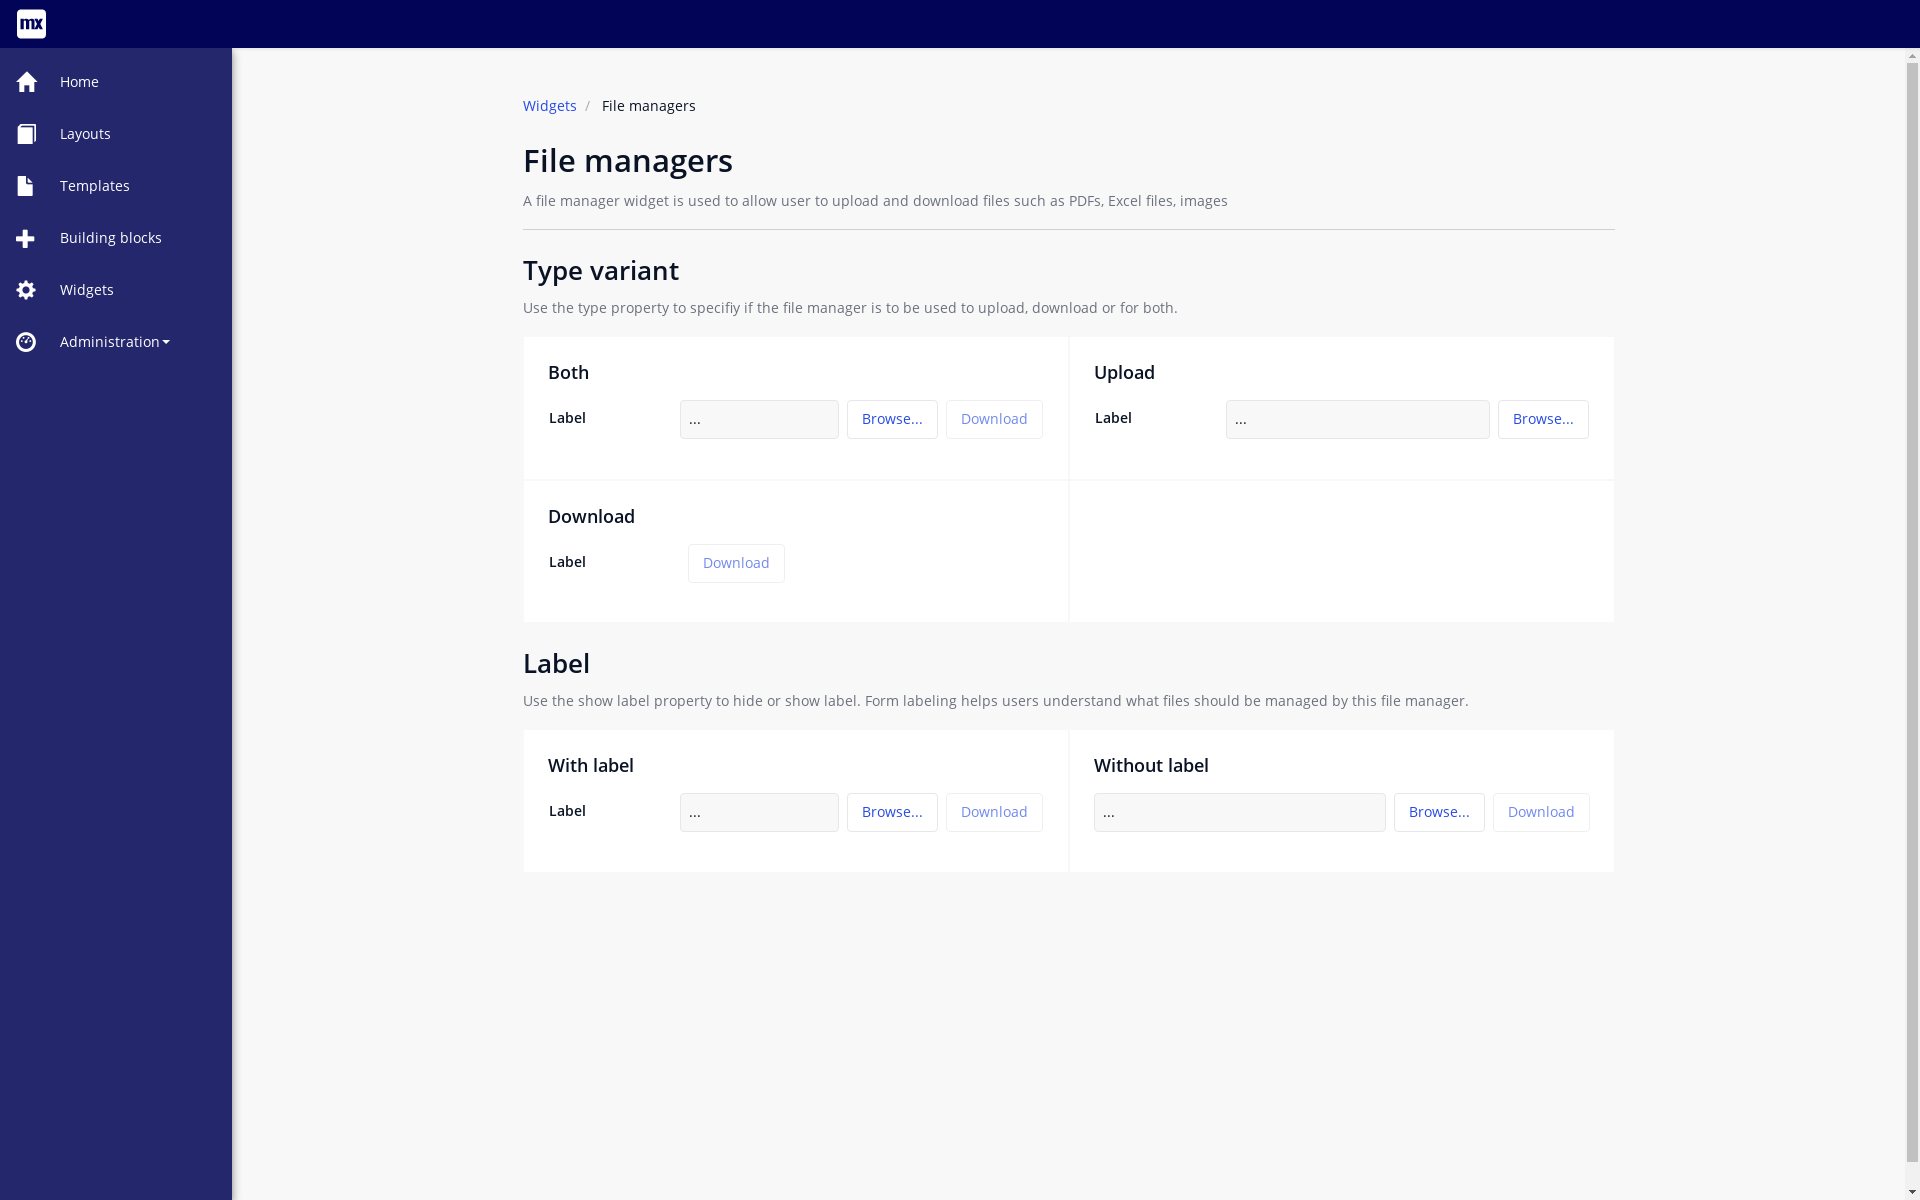 mx
Home
Layouts
Templates
Building blocks
Widgets
Administration
Widgets / File managers
File managers
A file manager widget is used to allow user to upload and download files such as PDFs, Excel files, images
Type variant
Use the type property to specifiy if the file manager is to be used to upload, download or for both.
Both
Label ... Browse... Download
Upload
Label ... Browse...
Download
Label Download
Label
Use the show label property to hide or show label. Form labeling helps users understand what files should be managed by this file manager.
With label
Label ... Browse... Download
Without label
... Browse... Download